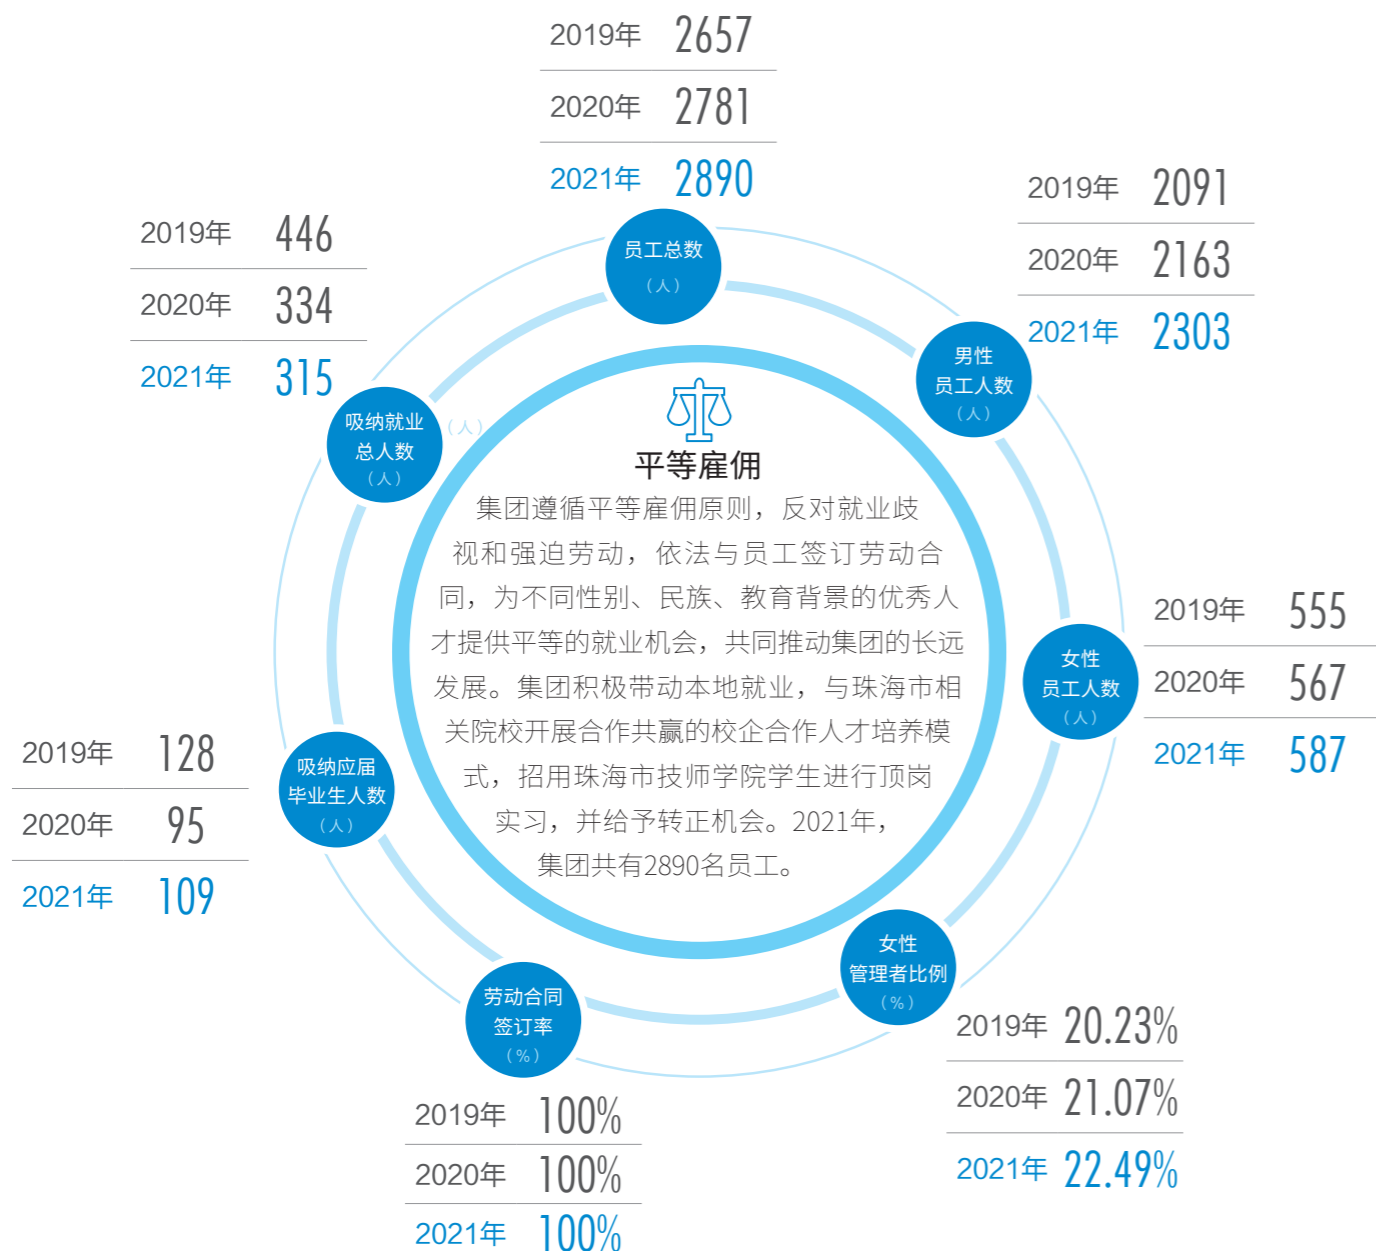 2019年 2657
2020年 2781
2021年 2890
员工总数
（人）
2019年 2091
2020年 2163
2021年 2303
男性
员工人数
（人）
2019年 555
2020年 567
2021年 587
女性
员工人数
（人）
2019年 20.23%
2020年 21.07%
2021年 22.49%
女性
管理者比例
（%）
2019年 100%
2020年 100%
2021年 100%
劳动合同
签订率
（%）
2019年 128
2020年 95
2021年 109
吸纳应届
毕业生人数
（人）
2019年 446
2020年 334
2021年 315
吸纳就业
总人数
（人）
（人）
平等雇佣
集团遵循平等雇佣原则，反对就业歧
视和强迫劳动，依法与员工签订劳动合
同，为不同性别、民族、教育背景的优秀人
才提供平等的就业机会，共同推动集团的长远
发展。集团积极带动本地就业，与珠海市相
关院校开展合作共赢的校企合作人才培养模
式，招用珠海市技师学院学生进行顶岗
实习，并给予转正机会。2021年，
集团共有2890名员工。